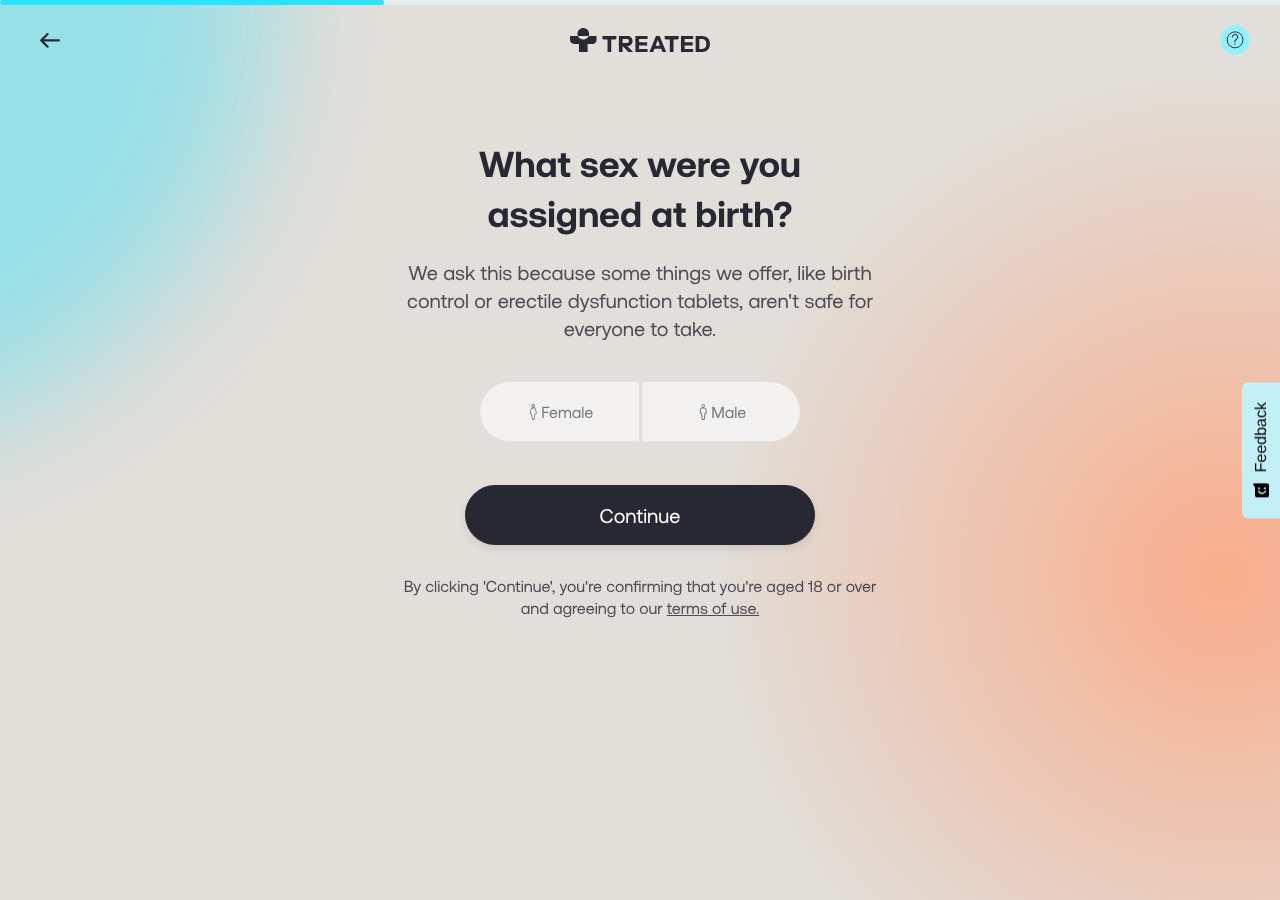 TREATED
What sex were you
assigned at birth?
We ask this because some things we offer, like birth
control or erectile dysfunction tablets, aren't safe for
everyone to take.
Female
Male
Feedback
Continue
By clicking 'Continue', you're confirming that you're aged 18 or over
and agreeing to our terms of use.